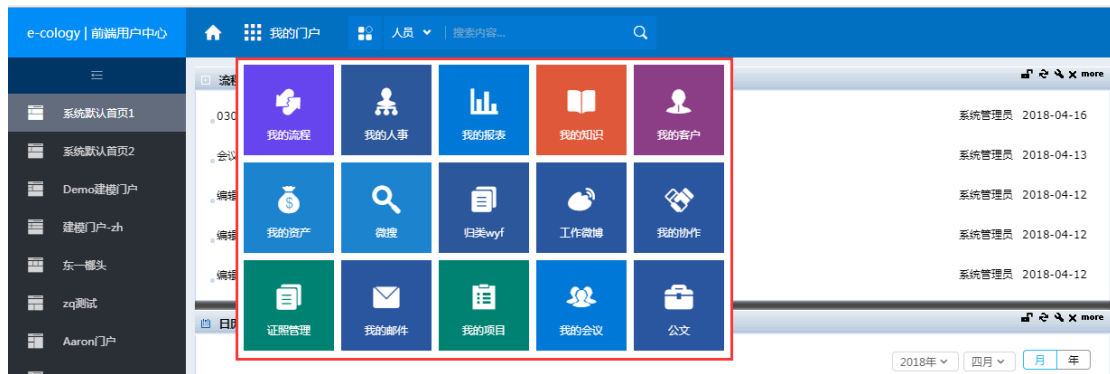 e-cology | 前端用户中心 我的门户 人员 搜索内容...
流程 more
系统默认首页1
系统默认首页2
Demo建模门户
建模门户-zh
东一榔头
zq测试
Aaron门户
030 系统管理员 2018-04-16
会议 系统管理员 2018-04-13
编辑 系统管理员 2018-04-12
编辑 系统管理员 2018-04-12
编辑 系统管理员 2018-04-12
我的流程 我的人事 我的报表 我的知识 我的客户
我的资产 微搜 归类wyf 工作微博 我的协作
证照管理 我的邮件 我的项目 我的会议 公文
日历 more
2018年 四月 月 年